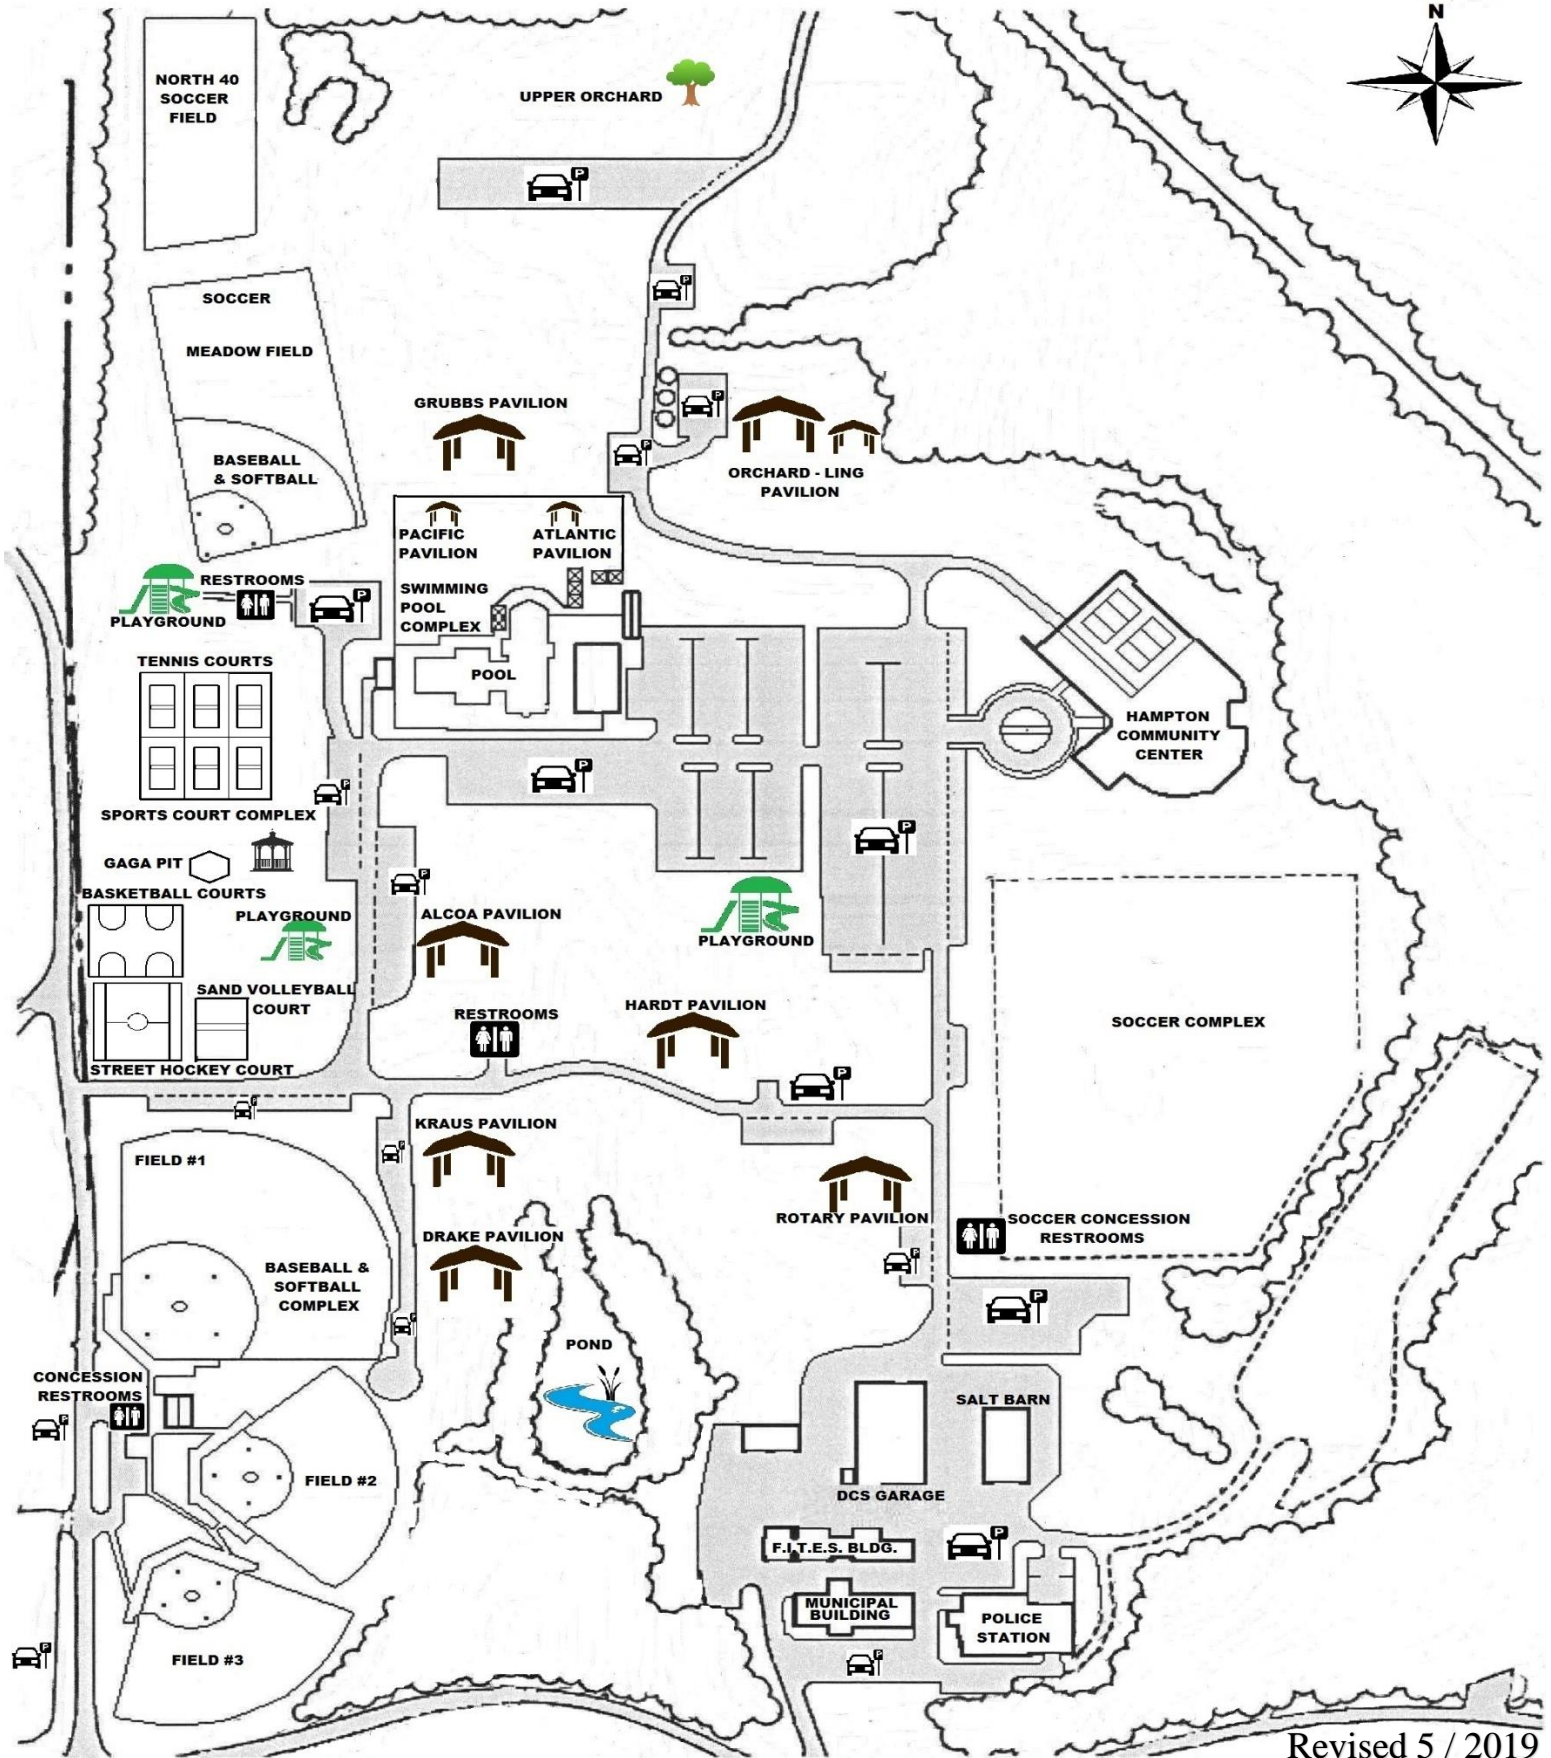 N
NORTH 40
SOCCER
FIELD
UPPER ORCHARD
P
P
SOCCER
MEADOW FIELD
GRUBBS PAVILION
P
P
ORCHARD - LING
PAVILION
BASEBALL
& SOFTBALL
PACIFIC
PAVILION
ATLANTIC
PAVILION
RESTROOMS
P
PLAYGROUND
SWIMMING
POOL
COMPLEX
POOL
TENNIS COURTS
HAMPTON
COMMUNITY
CENTER
P
P
SPORTS COURT COMPLEX
P
GAGA PIT
P
BASKETBALL COURTS
PLAYGROUND
ALCOA PAVILION
PLAYGROUND
SAND VOLLEYBALL
COURT
RESTROOMS
HARDT PAVILION
SOCCER COMPLEX
STREET HOCKEY COURT
P
P
KRAUS PAVILION
P
FIELD #1
ROTARY PAVILION
SOCCER CONCESSION
RESTROOMS
DRAKE PAVILION
P
BASEBALL &
SOFTBALL
COMPLEX
P
P
POND
CONCESSION
RESTROOMS
P
SALT BARN
FIELD #2
DCS GARAGE
P
F.I.T.E.S. BLDG.
MUNICIPAL
BUILDING
POLICE
STATION
FIELD #3
P
P
Revised 5 / 2019